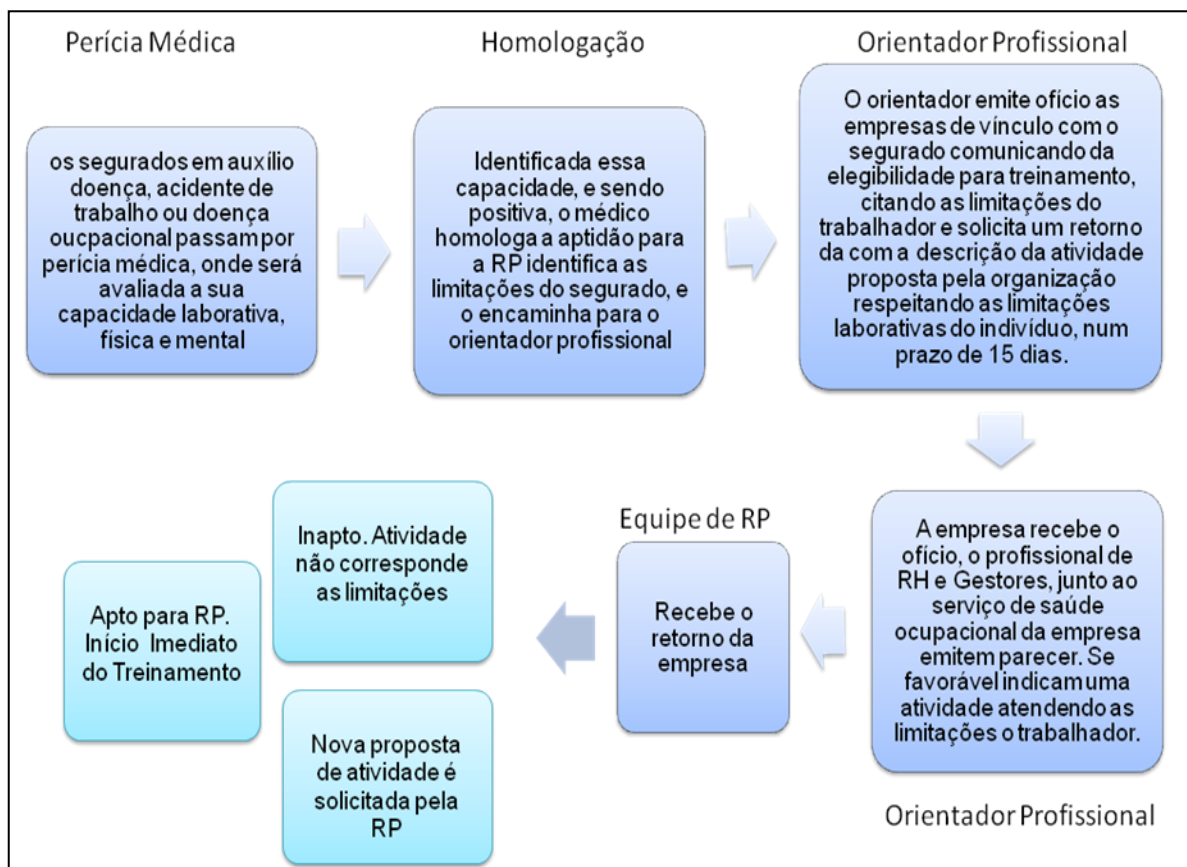 Perícia Médica
os segurados em auxílio
doença, acidente de
trabalho ou doença
oucpacional passam por
perícia médica, onde será
avaliada a sua
capacidade laborativa,
física e mental
Homologação
Identificada essa
capacidade, e sendo
positiva, o médico
homologa a aptidão para
a RP identifica as
limitações do segurado, e
o encaminha para o
orientador profissional
Orientador Profissional
O orientador emite ofício as
empresas de vínculo com o
segurado comunicando da
elegibilidade para treinamento,
citando as limitações do
trabalhador e solicita um retorno
da com a descrição da atividade
proposta pela organização
respeitando as limitações
laborativas do indivíduo, num
prazo de 15 dias.
A empresa recebe o
ofício, o profissional de
RH e Gestores, junto ao
serviço de saúde
ocupacional da empresa
emitem parecer. Se
favorável indicam uma
atividade atendendo as
limitações o trabalhador.
Orientador Profissional
Equipe de RP
Recebe o
retorno da
empresa
Inapto. Atividade
não corresponde
as limitações
Apto para RP.
Início Imediato
do Treinamento
Nova proposta
de atividade é
solicitada pela
RP